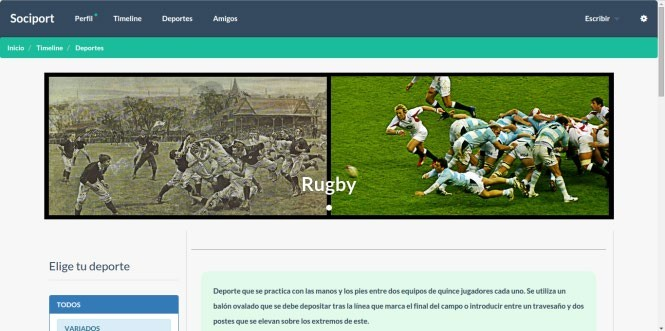 Sociport Perfil Timeline Deportes Amigos Escribir
Inicio / Timeline / Deportes
Rugby
Elige tu deporte
TODOS
VARIADOS
Deporte que se practica con las manos y los pies entre dos equipos de quince jugadores cada uno. Se utiliza un
balón ovalado que se debe depositar tras la línea que marca el final del campo o introducir entre un travesaño y dos
postes que se elevan sobre los extremos de este.